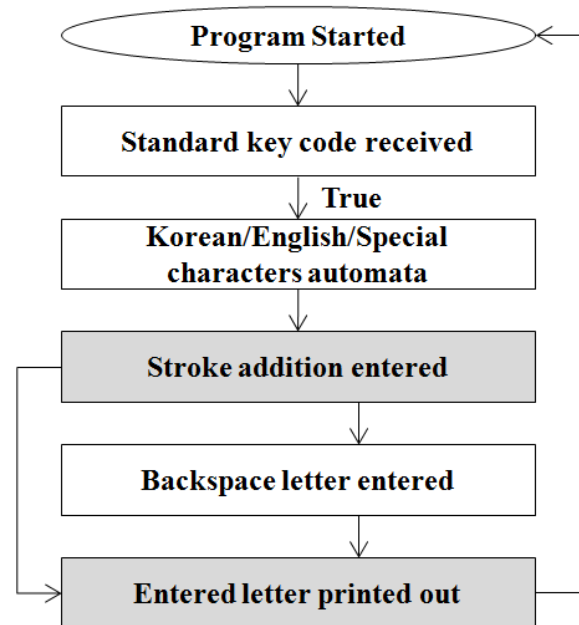 Program Started
Standard key code received
True
Korean/English/Special
characters automata
Stroke addition entered
Backspace letter entered
Entered letter printed out